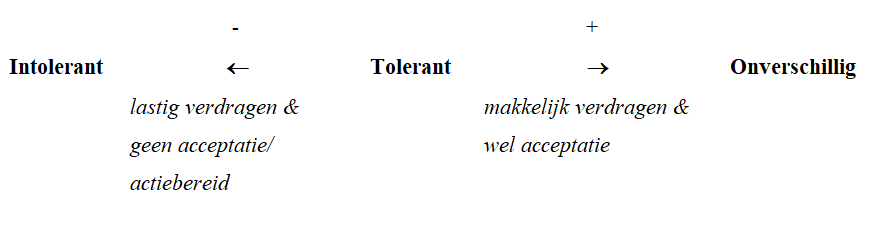 - +
Intolerant ← Tolerant → Onverschillig
lastig verdragen & makkelijk verdragen &
geen acceptatie/ wel acceptatie
actiebereid